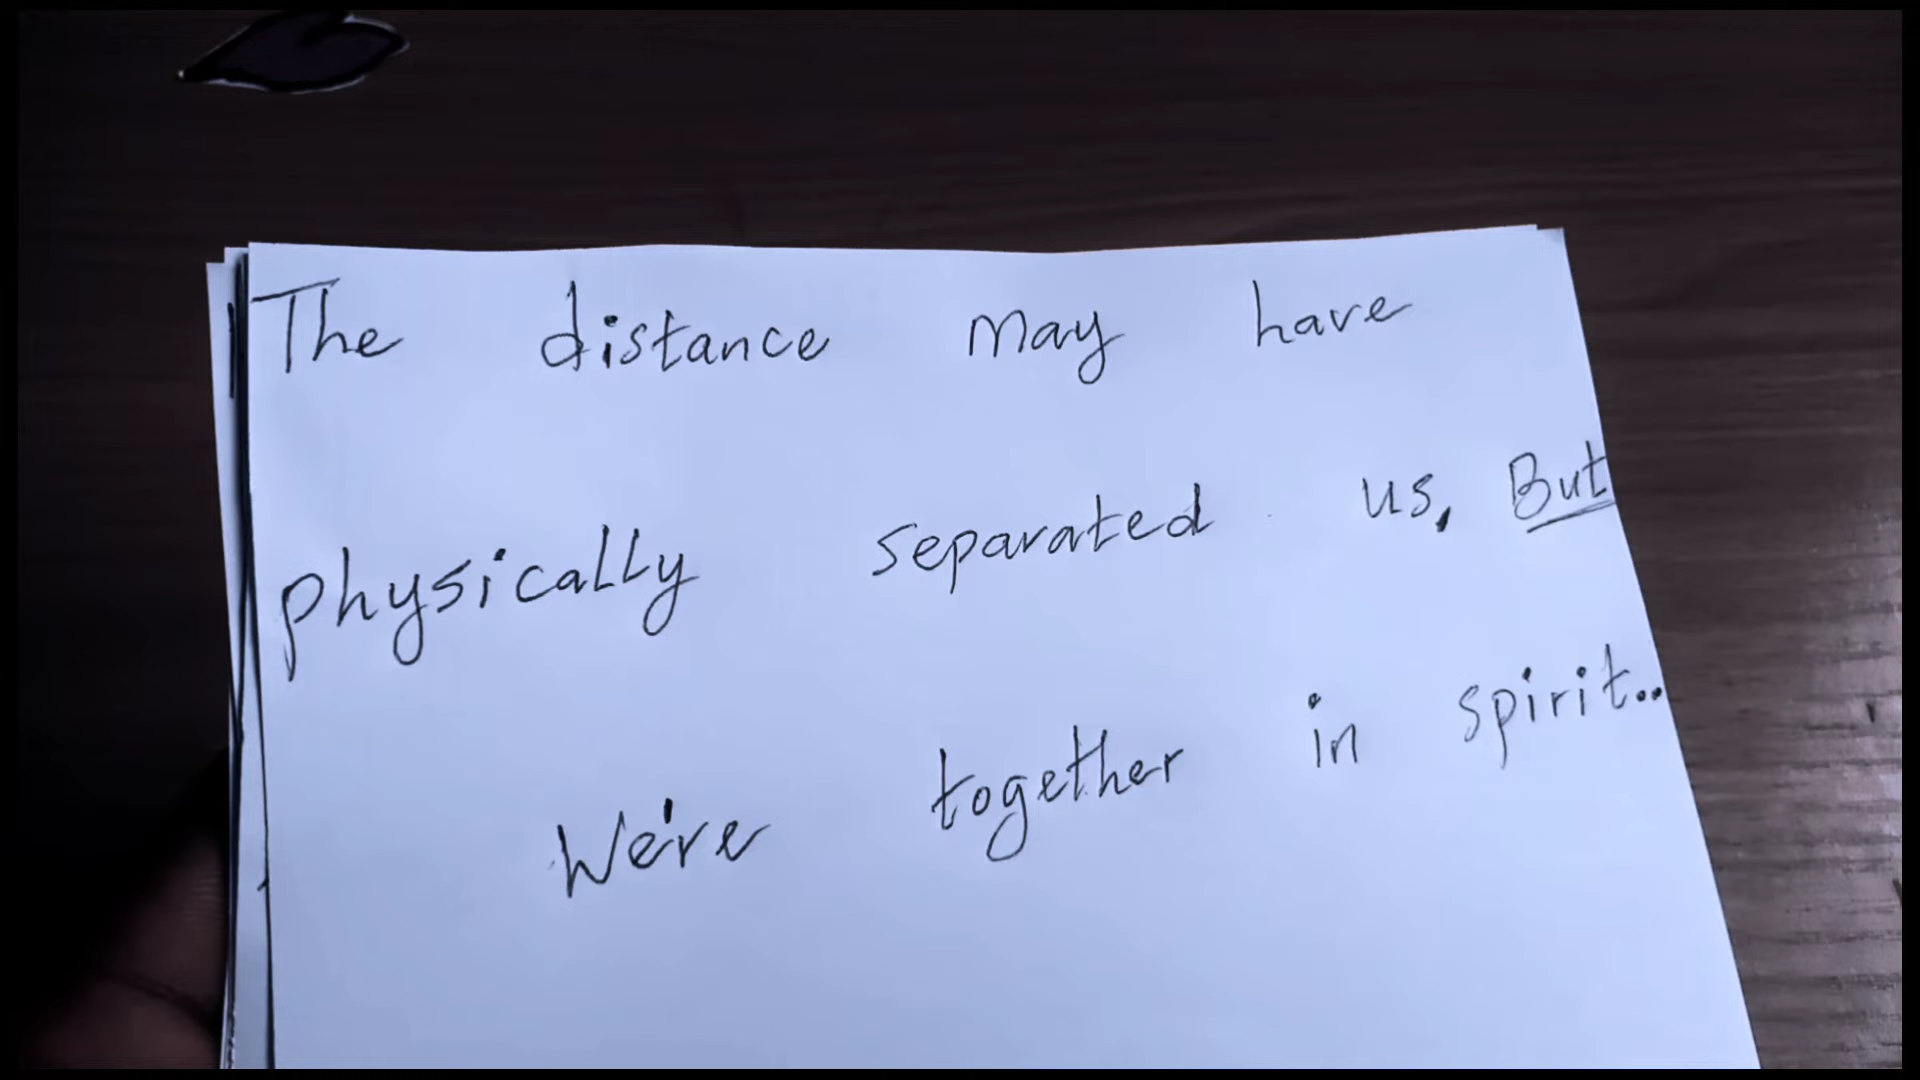 The distance may have
physically separated us, But
We're together in spirit..